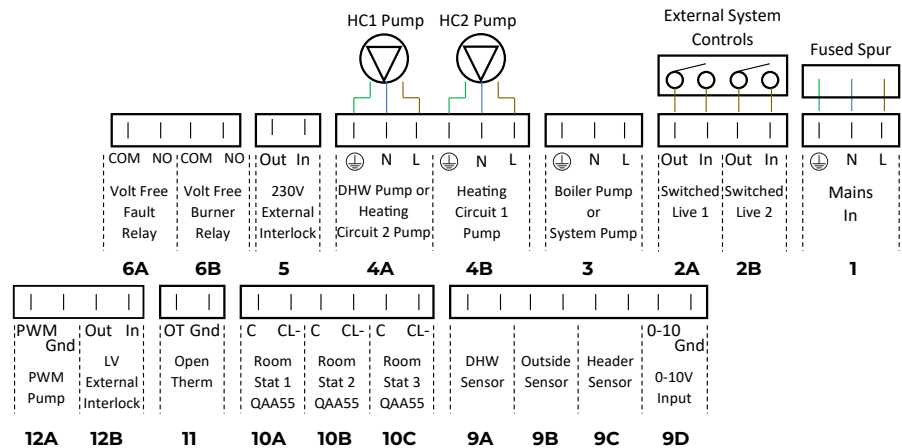 HC1 Pump HC2 Pump
External System
Controls
Fused Spur
COM NO COM NO Out In N L N L N L Out In Out In N L
Volt Free
Fault
Relay
Volt Free
Burner
Relay
230V
External
Interlock
DHW Pump or
Heating
Circuit 2 Pump
Heating
Circuit 1
Pump
Boiler Pump
or
System Pump
Switched
Live 1
Switched
Live 2
Mains
In
6A 6B 5 4A 4B 3 2A 2B 1
PWM Gnd Out In OT Gnd C CL- C CL- C CL- 0-10 Gnd
PWM
Pump
LV
External
Interlock
Open
Therm
Room
Stat 1
QAA55
Room
Stat 2
QAA55
Room
Stat 3
QAA55
DHW
Sensor
Outside
Sensor
Header
Sensor
0-10V
Input
12A 12B 11 10A 10B 10C 9A 9B 9C 9D